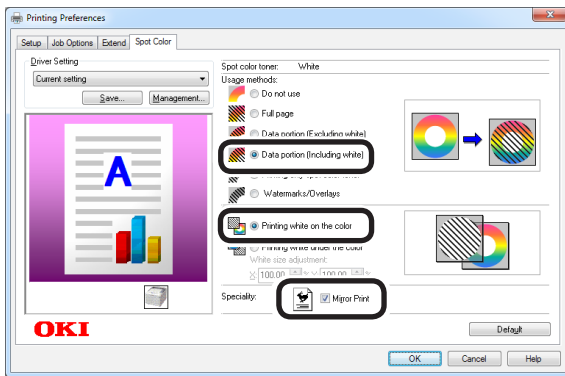 Printing Preferences
Setup
Job Options
Extend
Spot Color
Driver Setting
Current setting
Save...
Management...
A
OKI
Spot color toner: White
Usage methods:
Do not use
Full page
Data portion (Excluding white)
Data portion (Including white)
Watermarks/Overlays
Printing white on the color
Printing white under the color
White size adjustment:
X 100.00 % Y 100.00 %
Speciality:
Mirror Print
Default
OK
Cancel
Help